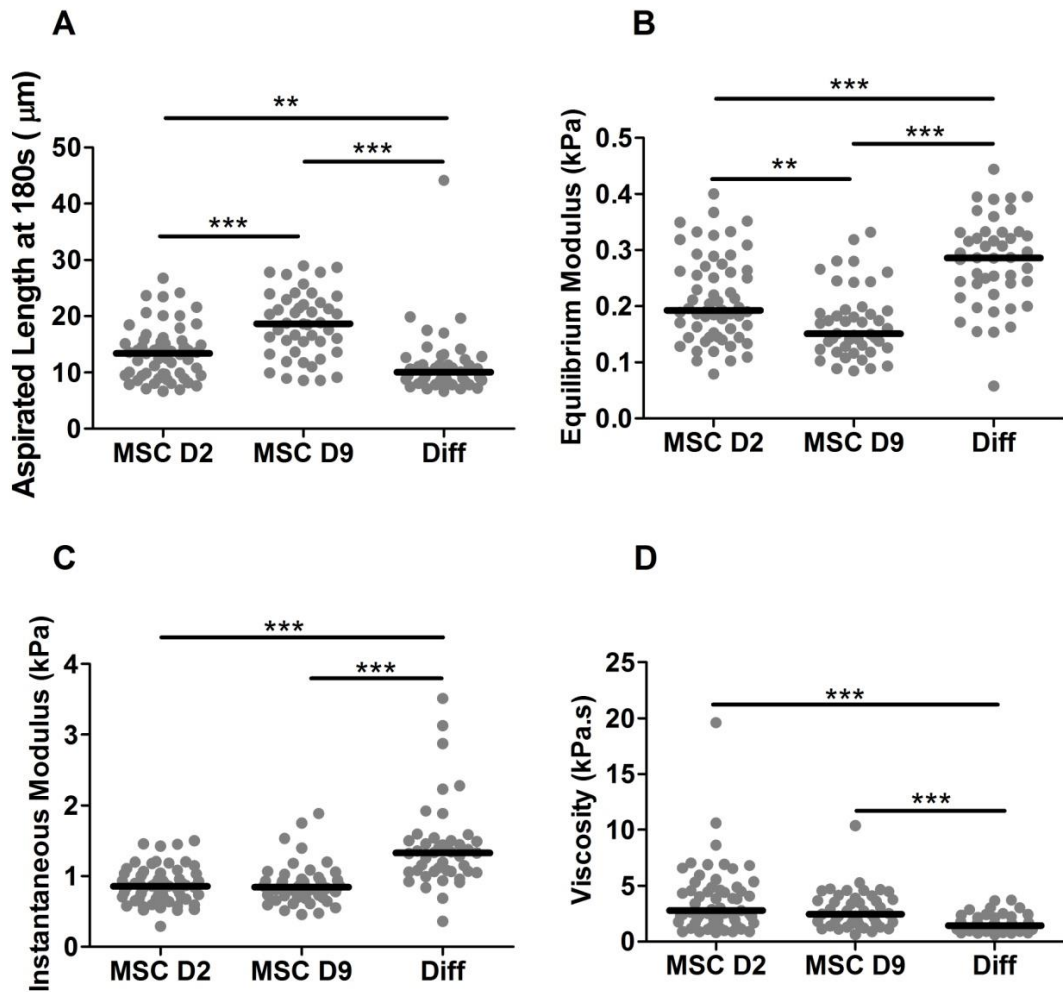 A
Aspirated Length at 180s ( μm)
50
40
30
20
10
0
**
***
***
MSC D2 MSC D9 Diff
B
Equilibrium Modulus (kPa)
0.5
0.4
0.3
0.2
0.1
0.0
***
***
**
MSC D2 MSC D9 Diff
C
Instantaneous Modulus (kPa)
4
3
2
1
0
***
***
MSC D2 MSC D9 Diff
D
Viscosity (kPa.s)
25
20
15
10
5
0
***
***
MSC D2 MSC D9 Diff